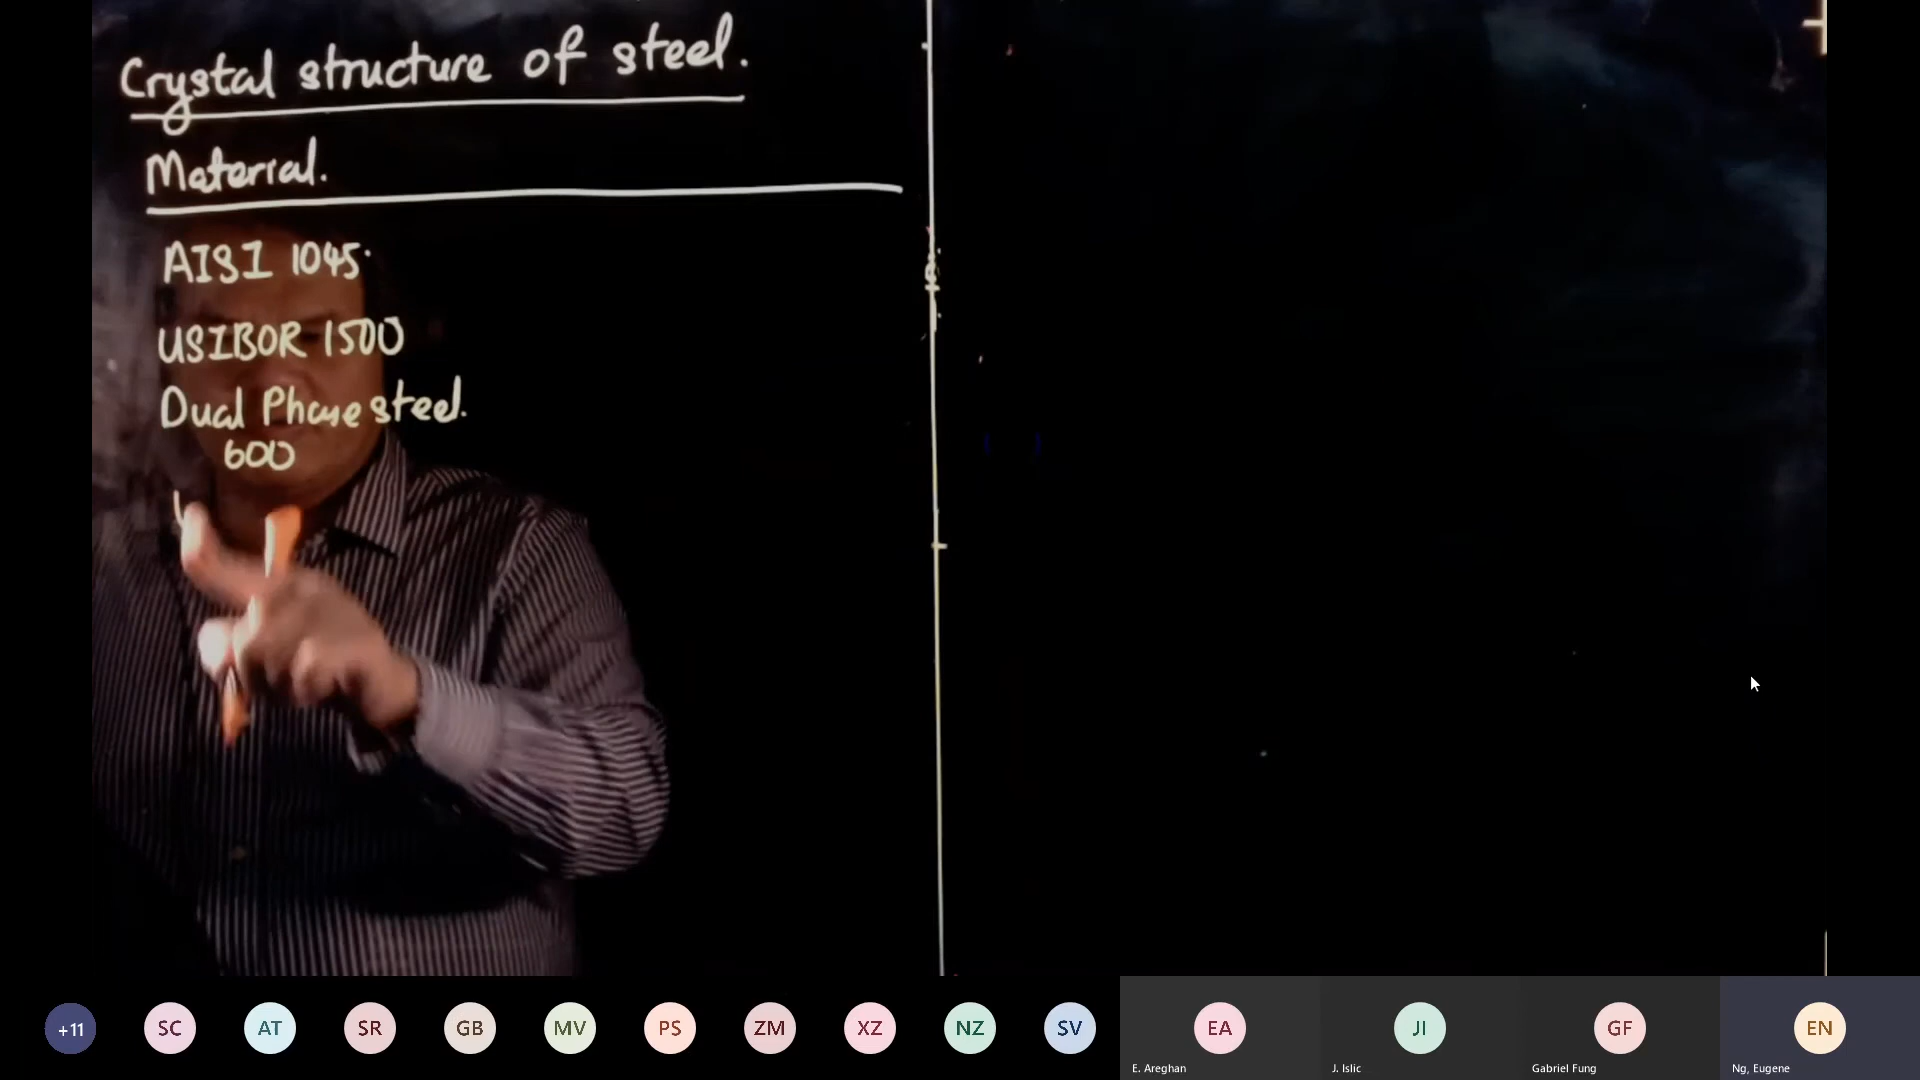 Crystal structure of steel.
Material.
AISI 1045.
USIBOR 1500
Dual Phase steel.
600
+11
SC
AT
SR
GB
MV
PS
ZM
XZ
NZ
SV
EA
JI
GF
EN
E. Areghan
J. Islic
Gabriel Fung
Ng, Eugene